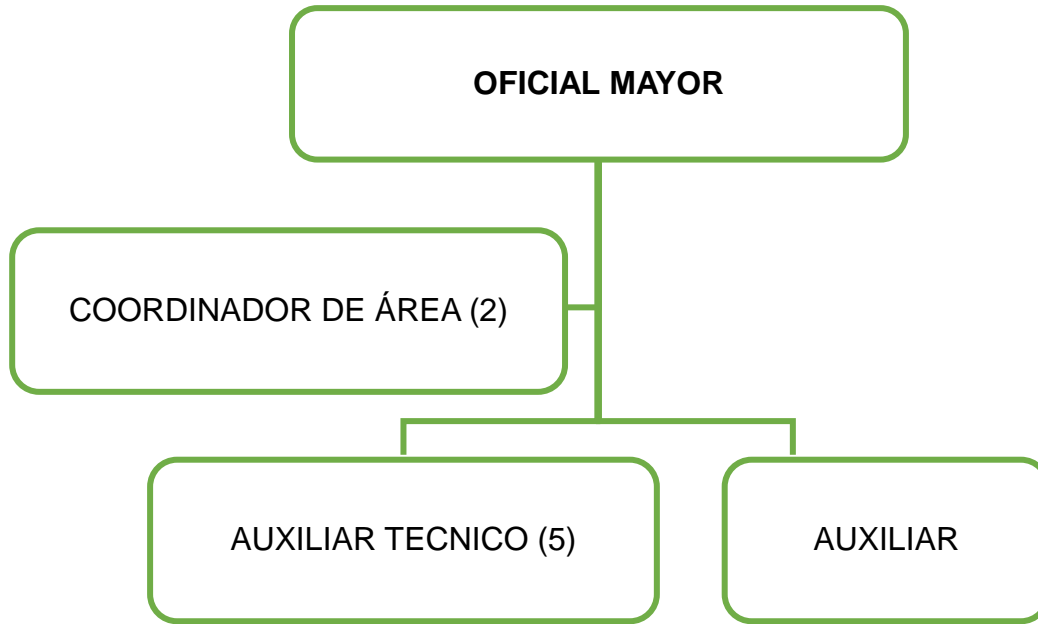 OFICIAL MAYOR
COORDINADOR DE ÁREA (2)
AUXILIAR TECNICO (5)
AUXILIAR